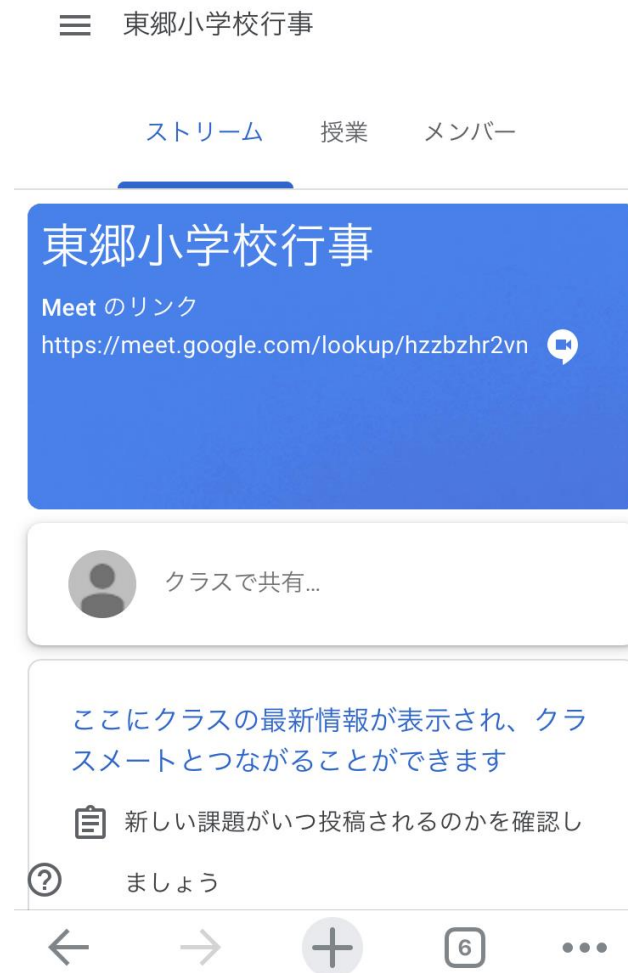 東郷小学校行事
ストリーム 授業 メンバー
東郷小学校行事
Meet のリンク
https://meet.google.com/lookup/hzzbzhr2vn
クラスで共有...
ここにクラスの最新情報が表示され、クラ
スメートとつながることができます
新しい課題がいつ投稿されるのかを確認し
ましょう
6